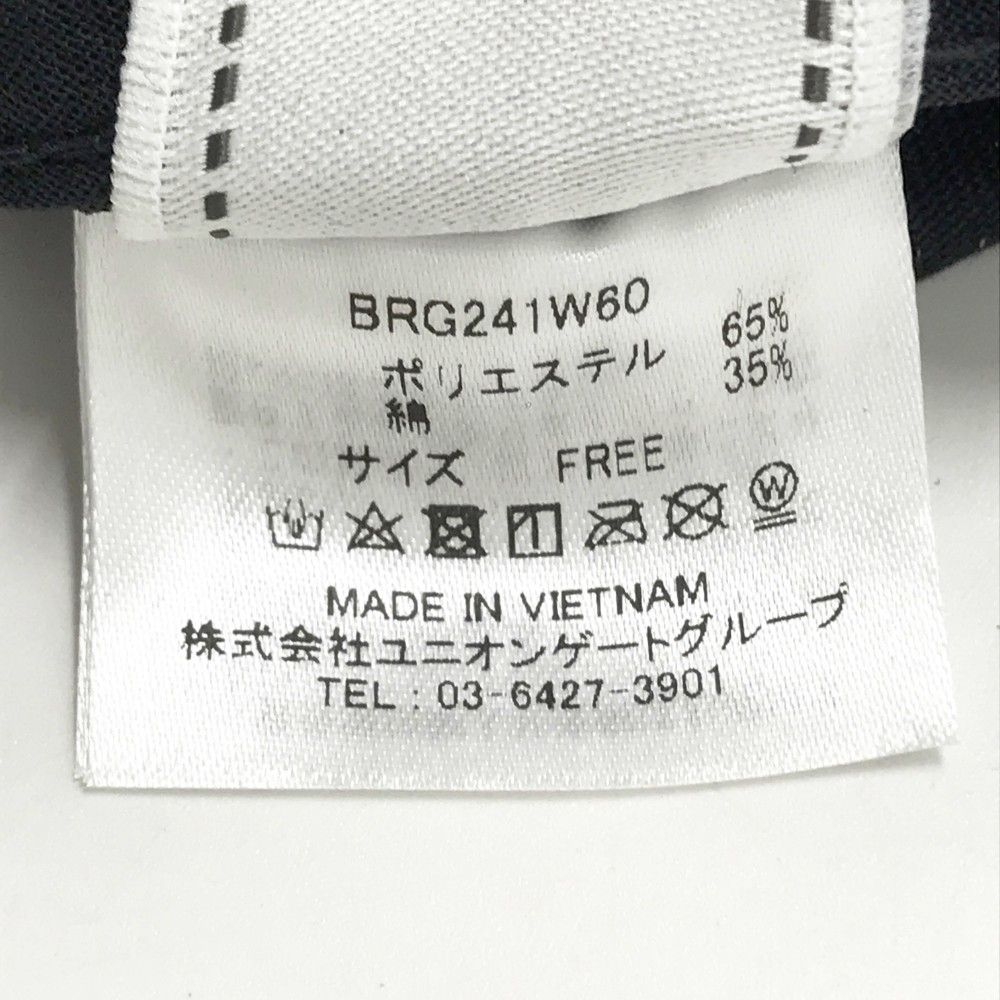 BRG241W60
ポリエステル 65%
綿 35%
サイズ FREE
W
MADE IN VIETNAM
株式会社ユニオンゲートグループ
TEL : 03-6427-3901